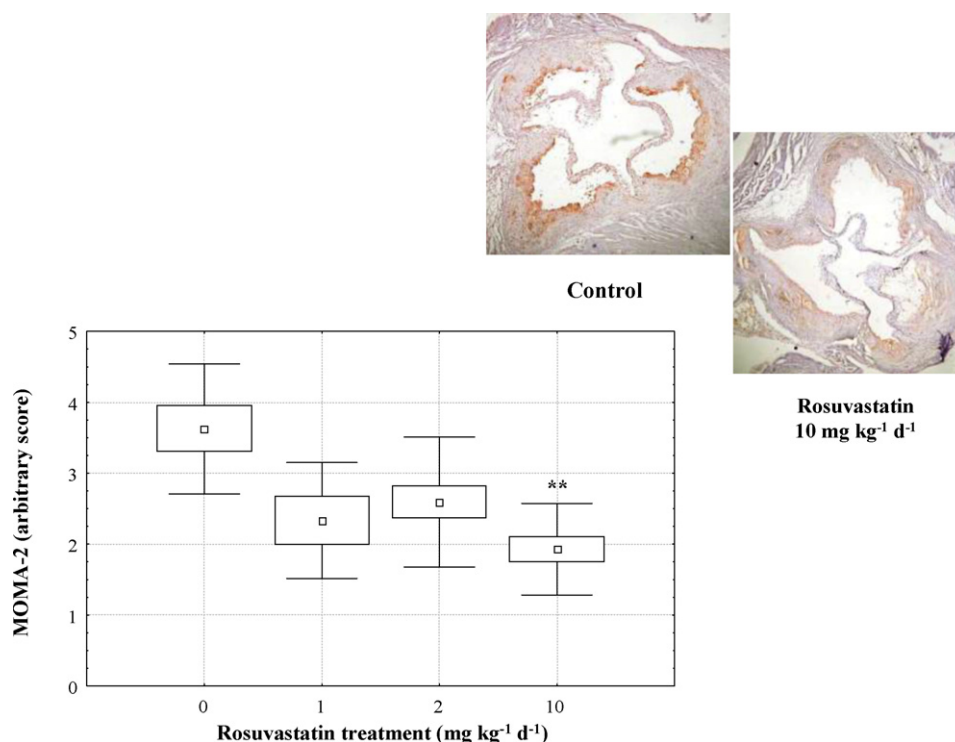 Control
Rosuvastatin
10 mg kg⁻¹ d⁻¹
MOMA-2 (arbitrary score)
5
4
3
2
1
0
**
0 1 2 10
Rosuvastatin treatment (mg kg⁻¹ d⁻¹)